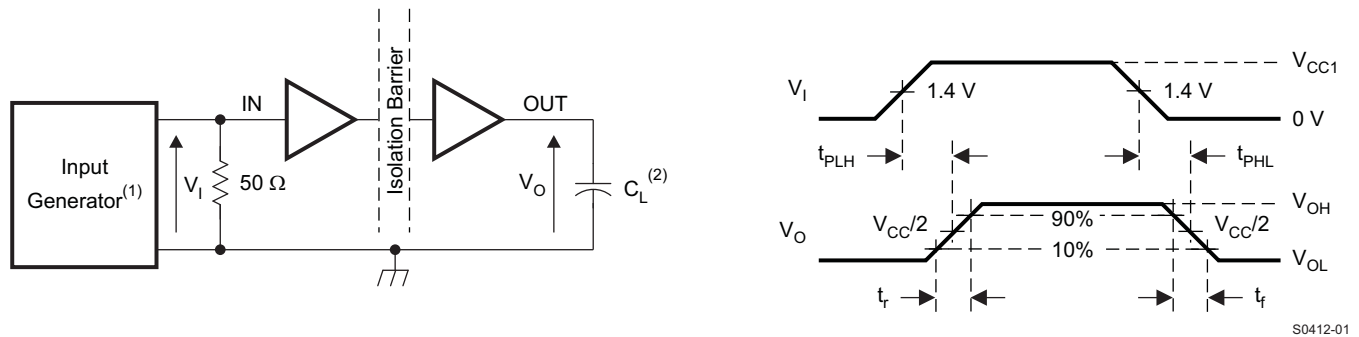 Input
Generator(1)
VI
50 Ω
IN
Isolation Barrier
OUT
VO
CL(2)
VI
1.4 V
1.4 V
VCC1
0 V
tPLH
tPHL
VO
VCC/2
90%
10%
VCC/2
VOH
VOL
tr
tf
S0412-01